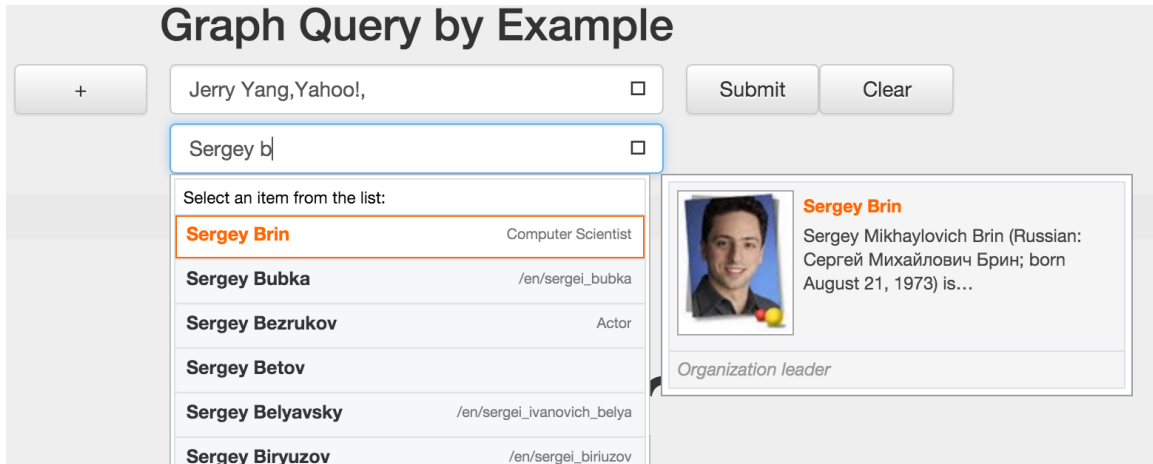 Graph Query by Example
+
Jerry Yang,Yahoo!,
Submit
Clear
Sergey b
Select an item from the list:
Sergey Brin Computer Scientist
Sergey Bubka /en/sergei_bubka
Sergey Bezrukov Actor
Sergey Betov
Sergey Belyavsky /en/sergei_ivanovich_belya
Sergey Biryuzov /en/sergei_biriuzov
Sergey Brin
Sergey Mikhaylovich Brin (Russian:
Сергей Михайлович Брин; born
August 21, 1973) is...
Organization leader